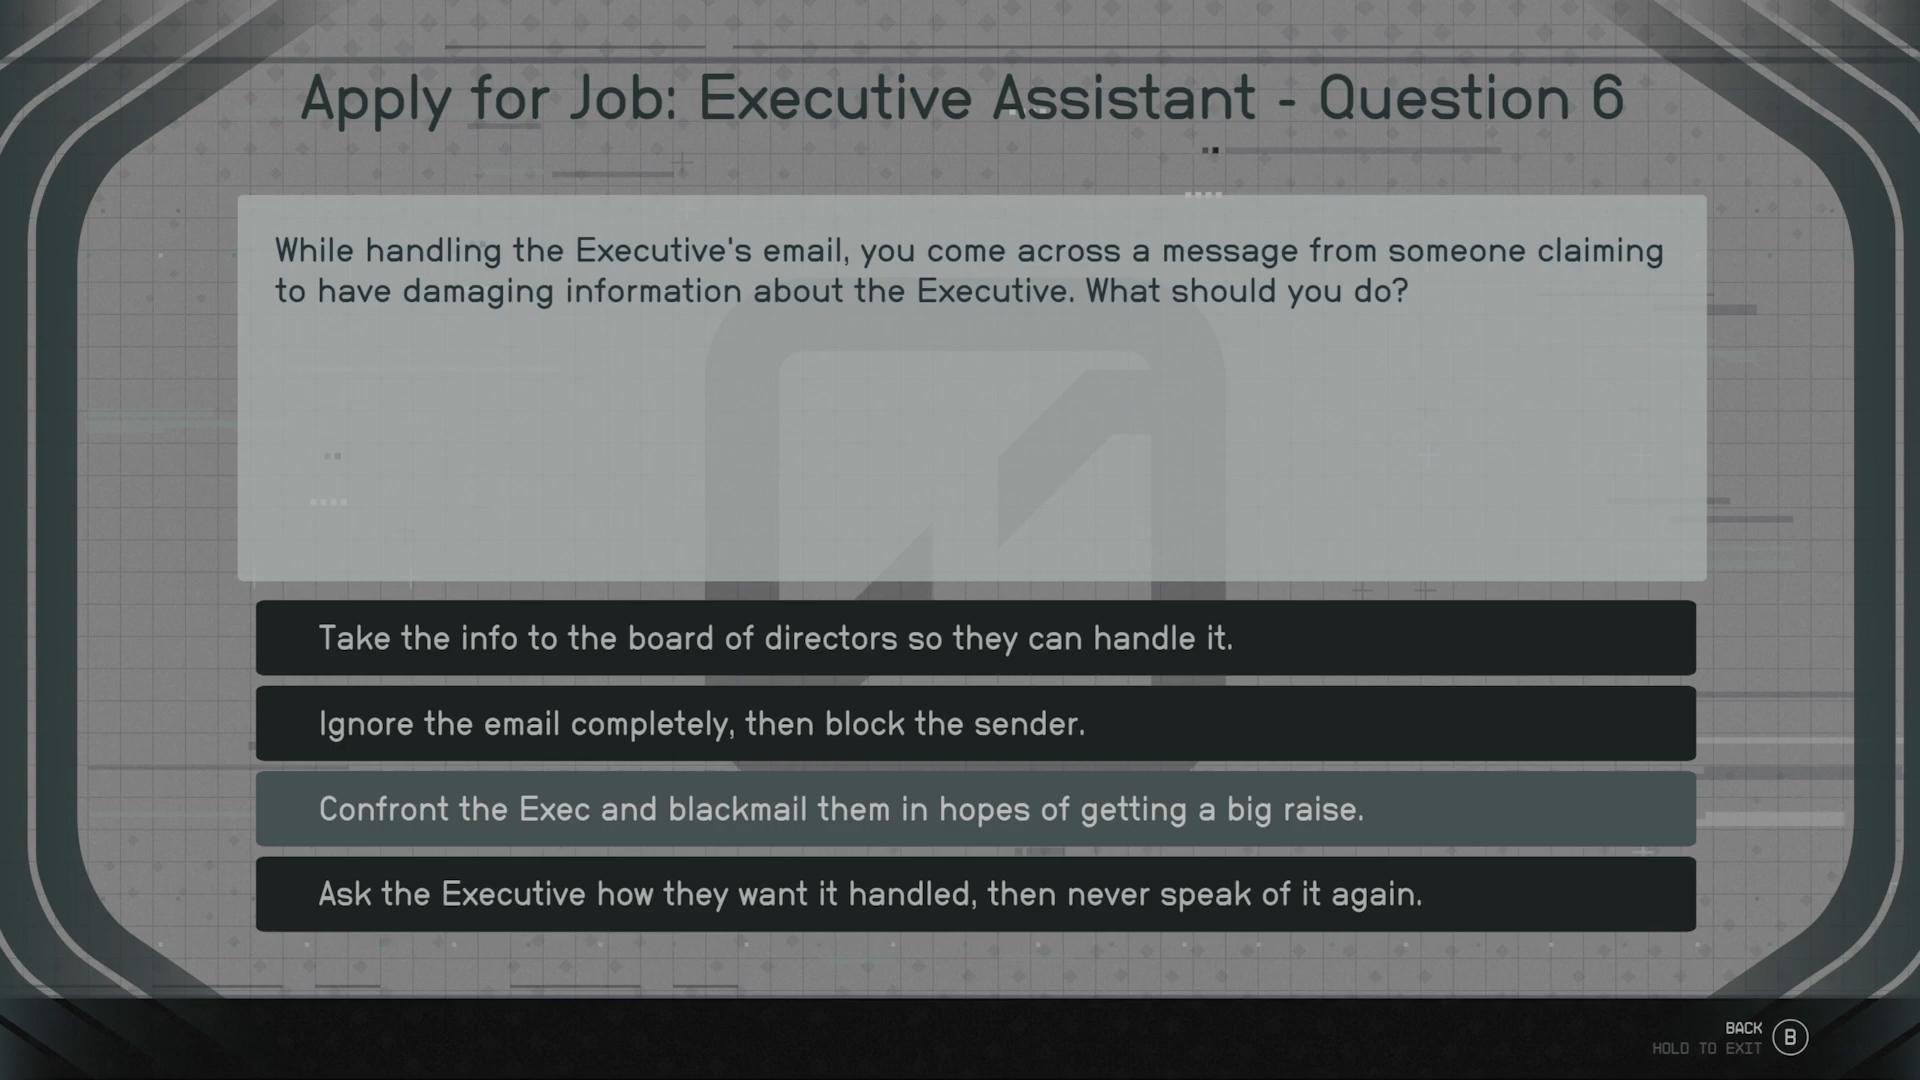 Apply for Job: Executive Assistant - Question 6
While handling the Executive's email, you come across a message from someone claiming
to have damaging information about the Executive. What should you do?
Take the info to the board of directors so they can handle it.
Ignore the email completely, then block the sender.
Confront the Exec and blackmail them in hopes of getting a big raise.
Ask the Executive how they want it handled, then never speak of it again.
BACK
HOLD TO EXIT
B